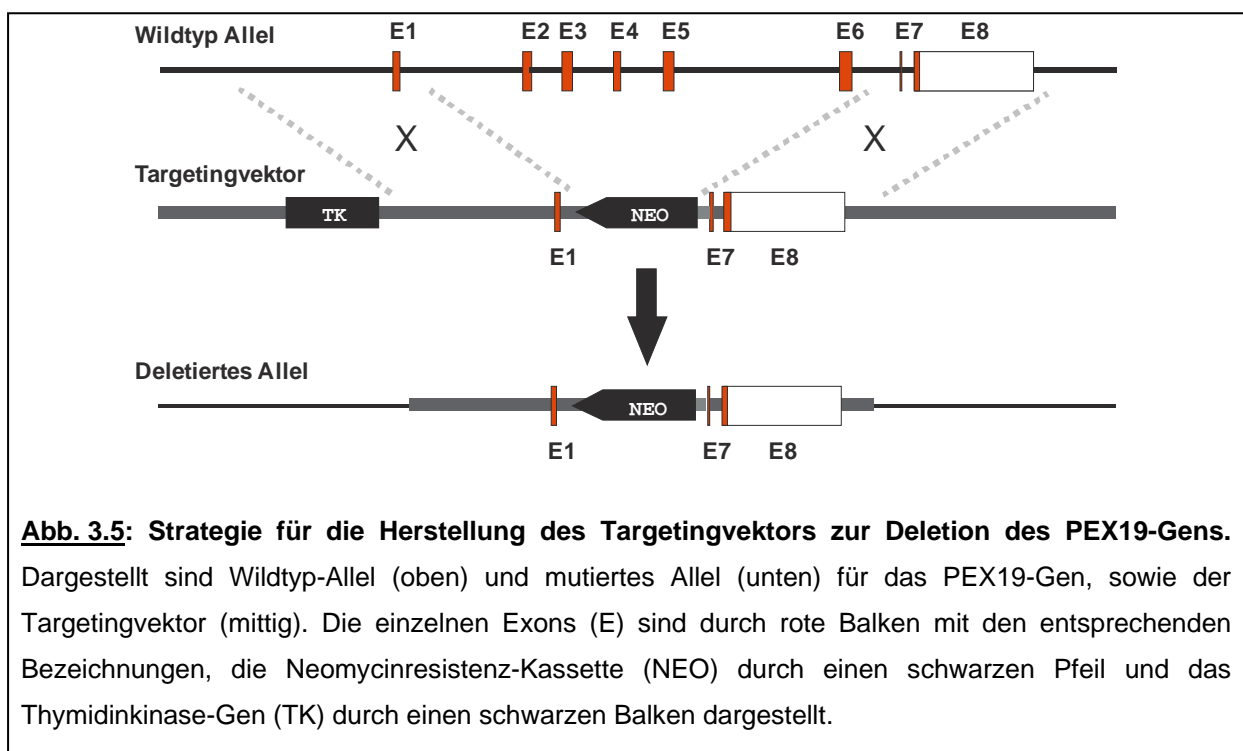 E1 E2 E3 E4 E5 E6 E7 E8
Wildtyp Allel
X X
Targetingvektor
TK NEO
E1 E7 E8
Deletiertes Allel
NEO
E1 E7 E8
Abb. 3.5: Strategie für die Herstellung des Targetingvektors zur Deletion des PEX19-Gens.
Dargestellt sind Wildtyp-Allel (oben) und mutiertes Allel (unten) für das PEX19-Gen, sowie der
Targetingvektor (mittig). Die einzelnen Exons (E) sind durch rote Balken mit den entsprechenden
Bezeichnungen, die Neomycinresistenz-Kassette (NEO) durch einen schwarzen Pfeil und das
Thymidinkinase-Gen (TK) durch einen schwarzen Balken dargestellt.